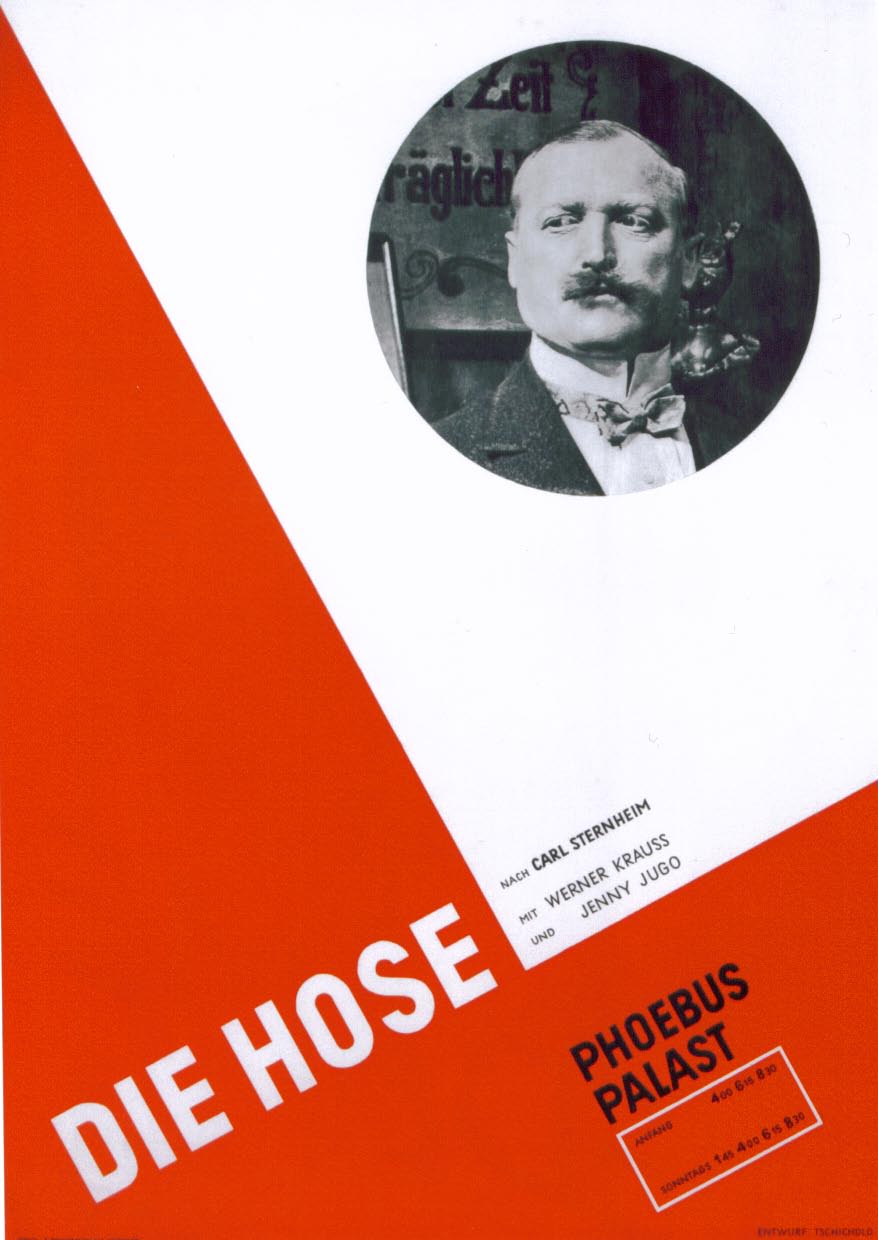 Zeit
räglich
NACH CARL STERNHEIM
MIT WERNER KRAUSS
UND JENNY JUGO
DIE HOSE
PHOEBUS
PALAST
ANFANG 4 00 6 15 8 30
SONNTAGS 1 45 4 00 6 15 8 30
ENTWURF TSCHICHOLD